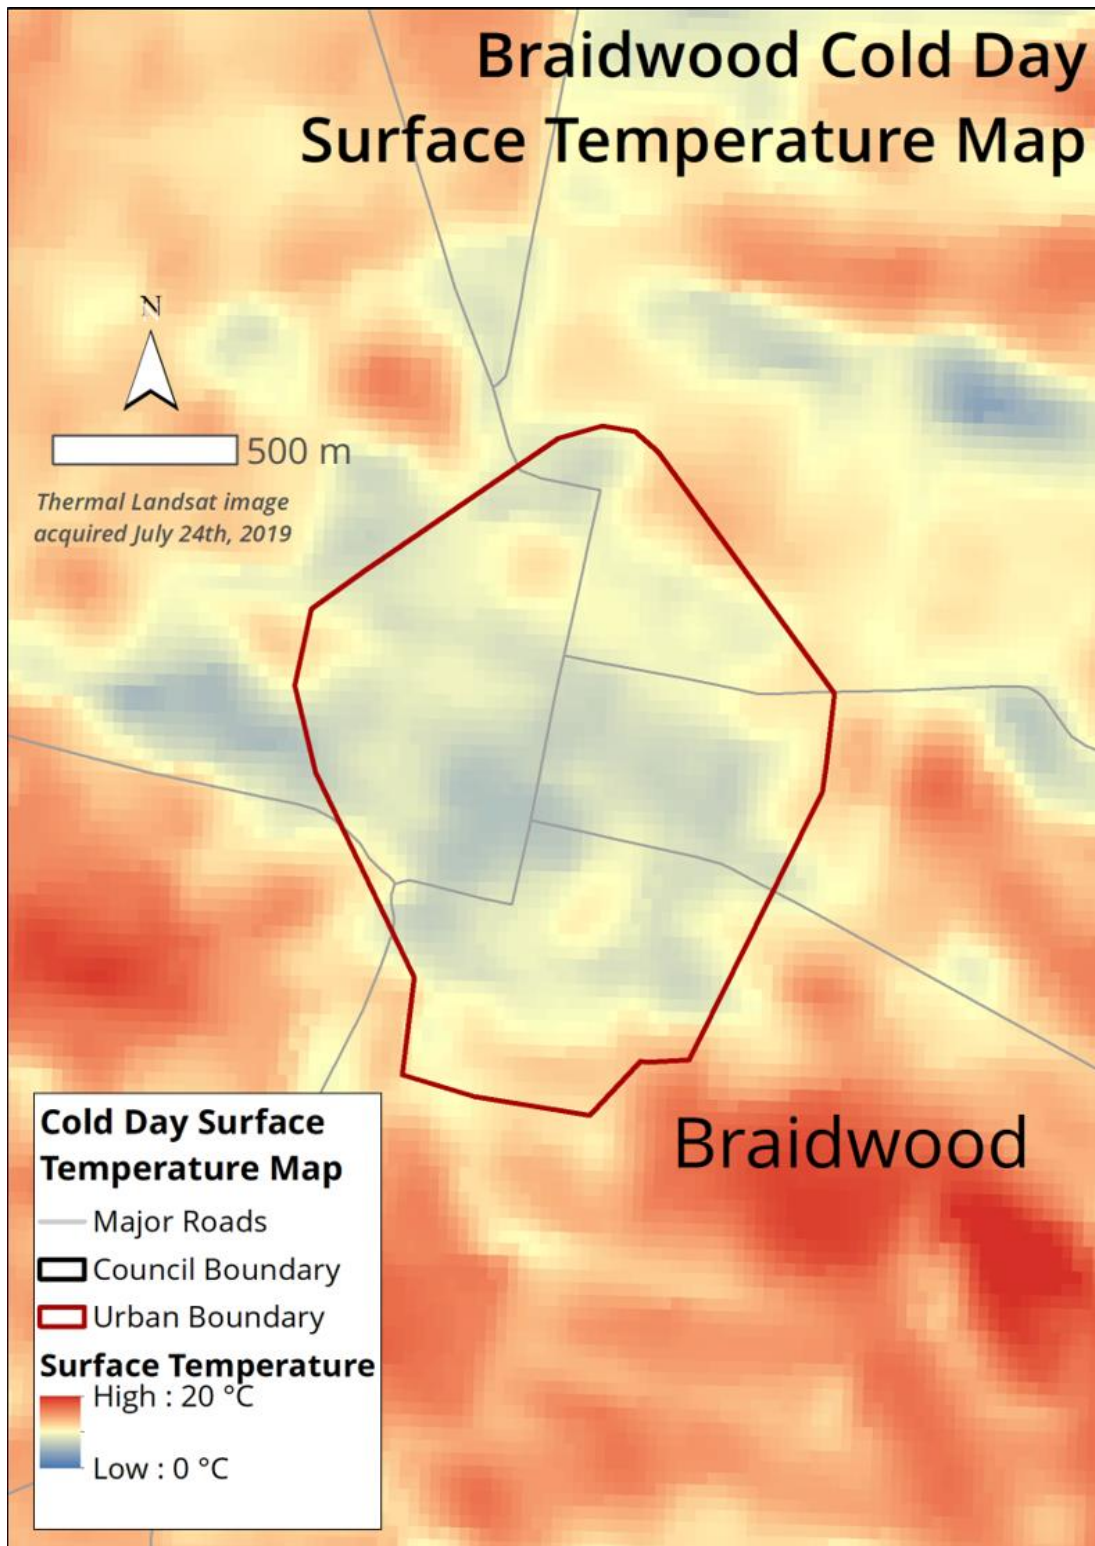 Braidwood Cold Day
Surface Temperature Map
N
500 m
Thermal Landsat image
acquired July 24th, 2019
Braidwood
Cold Day Surface
Temperature Map
Major Roads
Council Boundary
Urban Boundary
Surface Temperature
High : 20 °C
Low : 0 °C